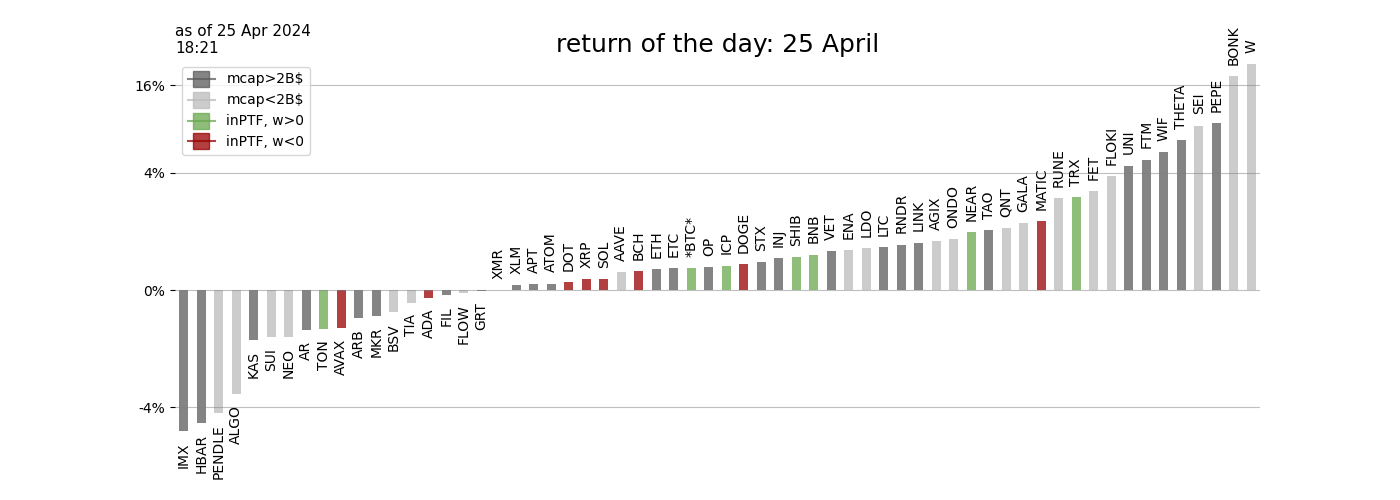 as of 25 Apr 2024
18:21
return of the day: 25 April
mcap>2B$
mcap<2B$
inPTF, w>0
inPTF, w<0
16%
4%
0%
-4%
IMX
HBAR
PENDLE
ALGO
KAS
SUI
NEO
AR
TON
AVAX
ARB
MKR
BSV
TIA
ADA
FIL
FLOW
GRT
XMR
XLM
APT
ATOM
DOT
XRP
SOL
AAVE
BCH
ETH
ETC
*BTC*
OP
ICP
DOGE
STX
INJ
SHIB
BNB
VET
ENA
LDO
LTC
RNDR
LINK
AGIX
ONDO
NEAR
TAO
QNT
GALA
MATIC
RUNE
TRX
FET
FLOKI
UNI
FTM
WIF
THETA
SEI
PEPE
BONK
W